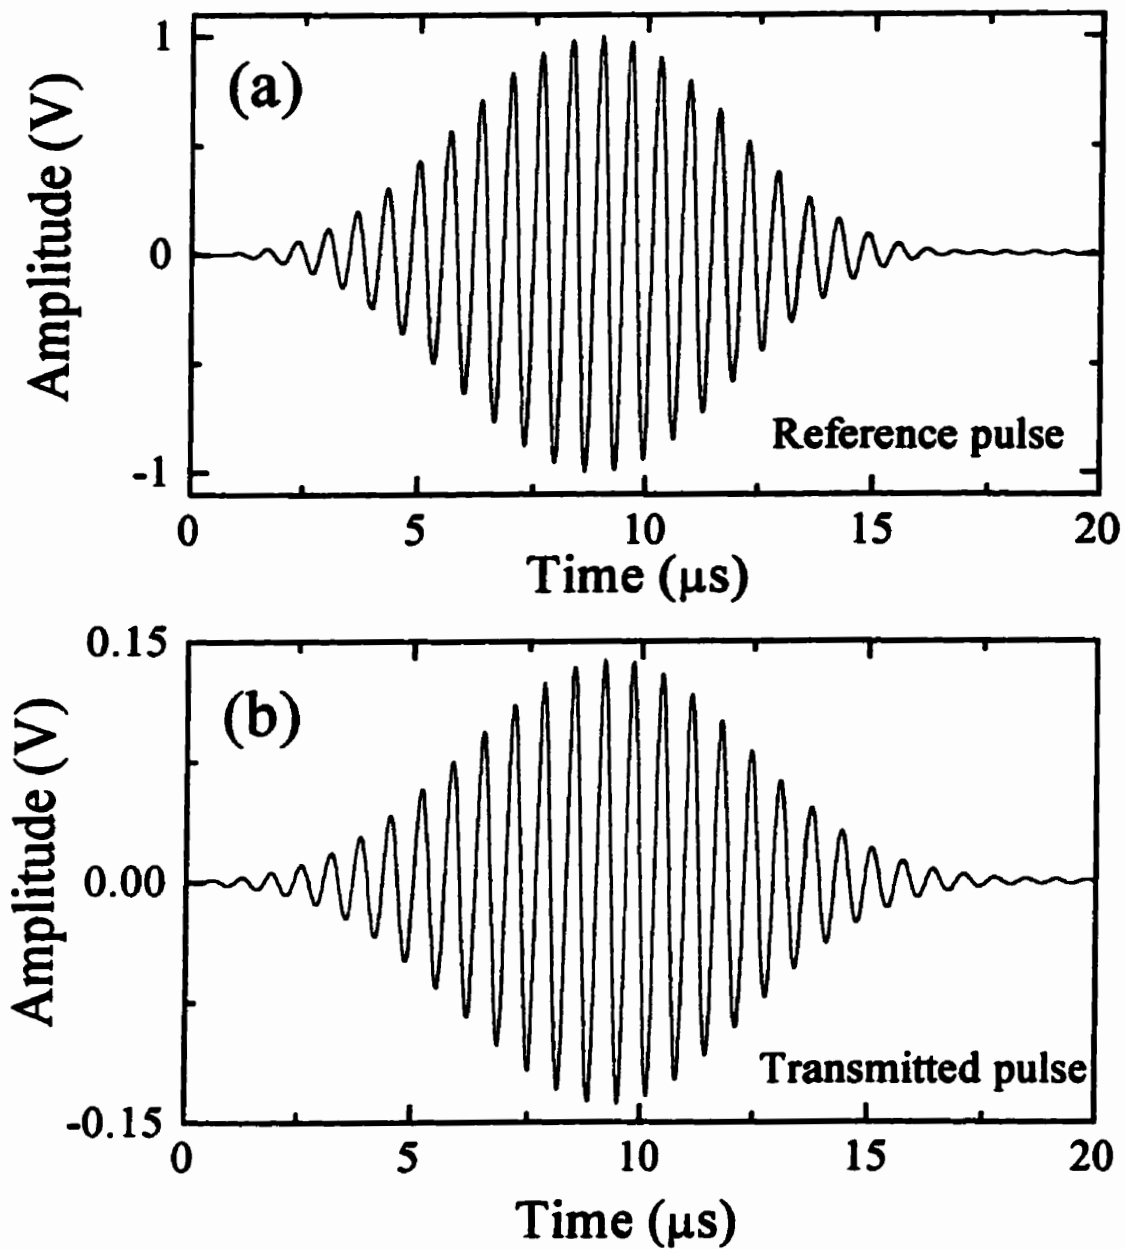 (a)
Amplitude (V)
1
0
-1
Reference pulse
0 5 10 15 20
Time (μs)
(b)
Amplitude (V)
0.15
0.00
-0.15
Transmitted pulse
0 5 10 15 20
Time (μs)